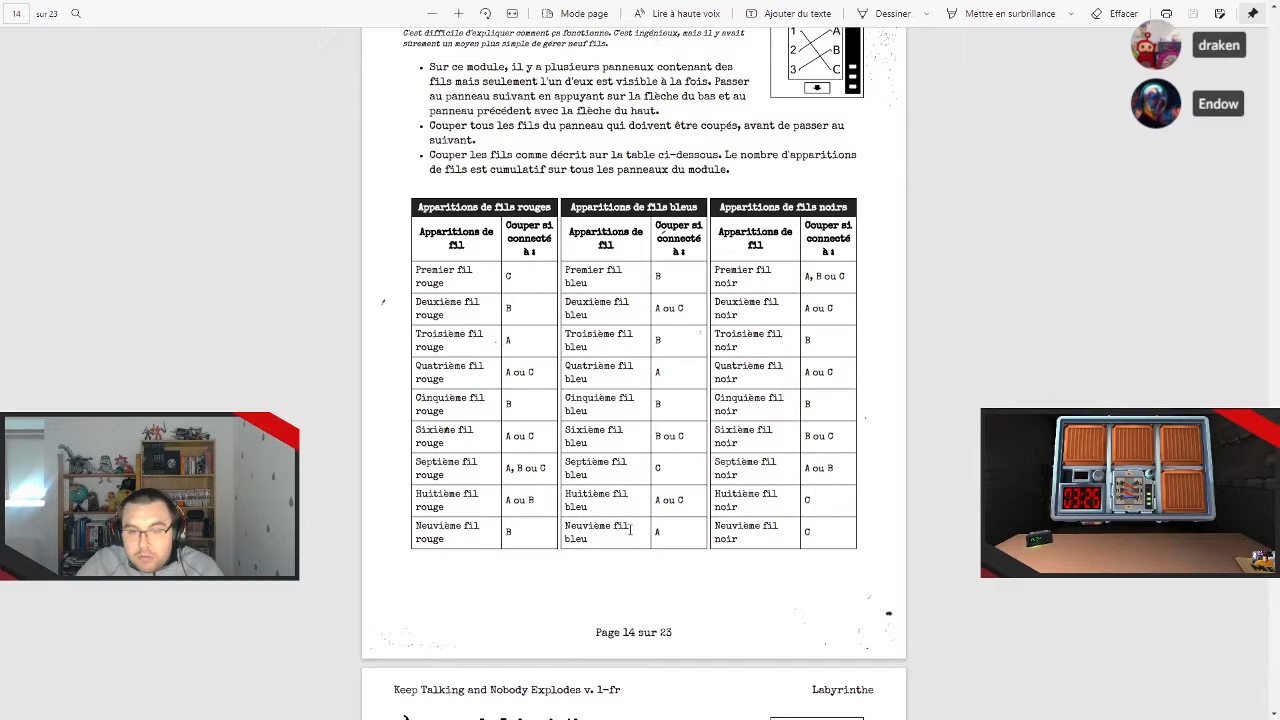 14 sur 23
Mode page
Lire à haute voix
Ajouter du texte
Dessiner
Mettre en surbrillance
Effacer
C'est difficile d'expliquer comment ça fonctionne. C'est ingénieux, mais il y avait
sûrement un moyen plus simple de gérer neuf fils.
1 A
2 B
3 C
draken
Endow
• Sur ce module, il y a plusieurs panneaux contenant des
fils mais seulement l'un d'eux est visible à la fois. Passer
au panneau suivant en appuyant sur la flèche du bas et au
panneau précédent avec la flèche du haut.
• Couper tous les fils du panneau qui doivent être coupés, avant de passer au
suivant.
• Couper les fils comme décrit sur la table ci-dessous. Le nombre d'apparitions
de fils est cumulatif sur tous les panneaux du module.
Apparitions de fils rouges
Apparitions de fil Couper si connecté à :
Premier fil rouge C
Deuxième fil rouge B
Troisième fil rouge A
Quatrième fil rouge A ou C
Cinquième fil rouge B
Sixième fil rouge A ou C
Septième fil rouge A, B ou C
Huitième fil rouge A ou B
Neuvième fil rouge B
Apparitions de fils bleus
Apparitions de fil Couper si connecté à :
Premier fil bleu B
Deuxième fil bleu A ou C
Troisième fil bleu B
Quatrième fil bleu A
Cinquième fil bleu B
Sixième fil bleu B ou C
Septième fil bleu C
Huitième fil bleu A ou C
Neuvième fil bleu A
Apparitions de fils noirs
Apparitions de fil Couper si connecté à :
Premier fil noir A, B ou C
Deuxième fil noir A ou C
Troisième fil noir B
Quatrième fil noir A ou C
Cinquième fil noir B
Sixième fil noir B ou C
Septième fil noir A ou B
Huitième fil noir C
Neuvième fil noir C
03:26
Page 14 sur 23
Keep Talking and Nobody Explodes v. 1-fr
Labyrinthe